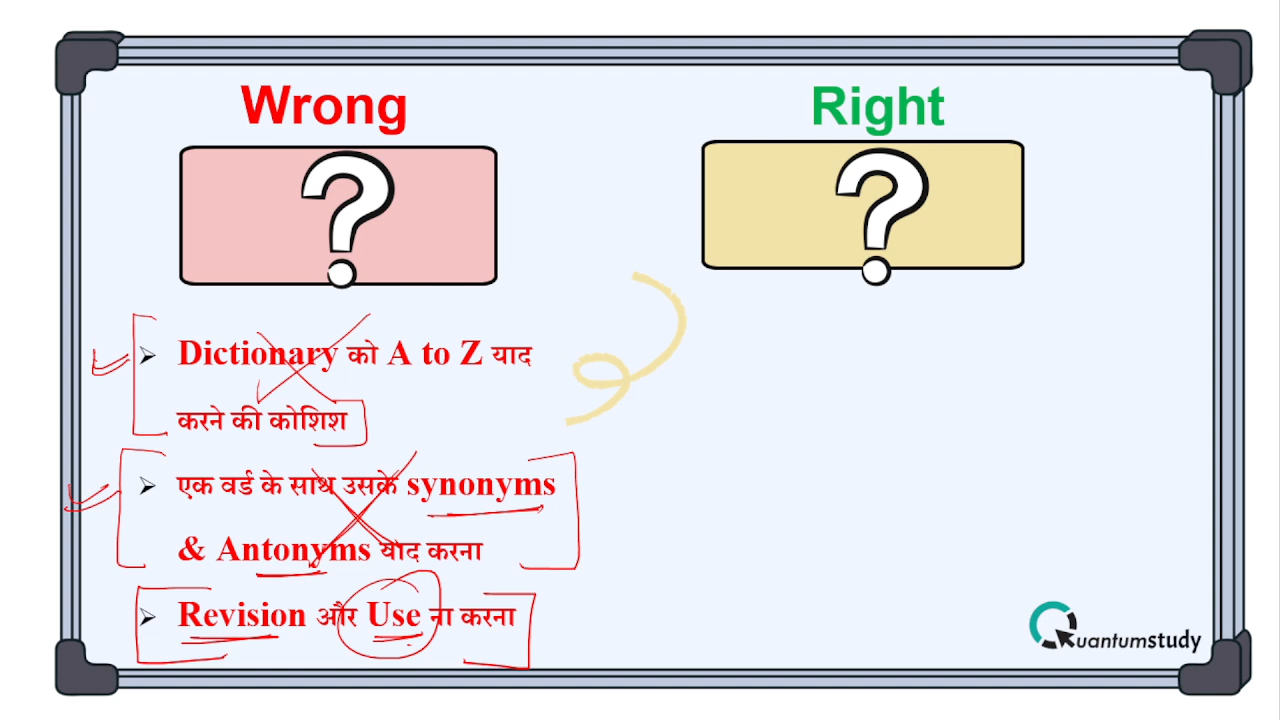 Wrong
Right
?
?
Dictionary को A to Z याद
करने की कोशिश
एक वर्ड के साथ उसके synonyms
& Antonyms याद करना
Revision और Use ना करना
Quantumstudy